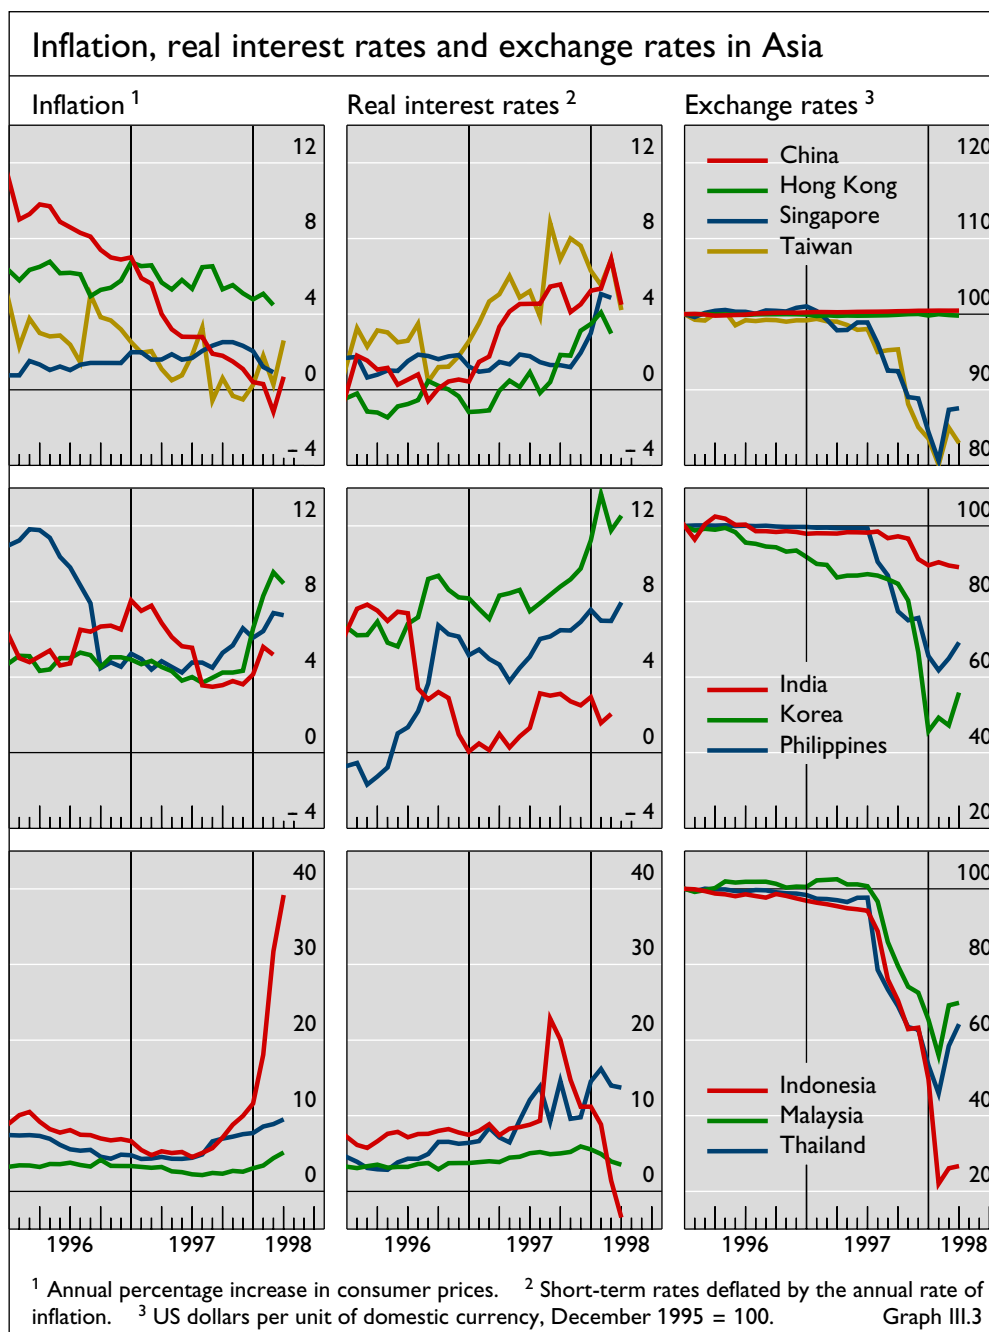 Inflation, real interest rates and exchange rates in Asia
Inflation 1
Real interest rates 2
Exchange rates 3
12
8
4
0
– 4
12
8
4
0
– 4
China
Hong Kong
Singapore
Taiwan
120
110
100
90
80
12
8
4
0
– 4
12
8
4
0
– 4
100
80
60
40
20
India
Korea
Philippines
40
30
20
10
0
40
30
20
10
0
100
80
60
40
20
Indonesia
Malaysia
Thailand
1996 1997 1998
1996 1997 1998
1996 1997 1998
1 Annual percentage increase in consumer prices. 2 Short-term rates deflated by the annual rate of
inflation. 3 US dollars per unit of domestic currency, December 1995 = 100. Graph III.3